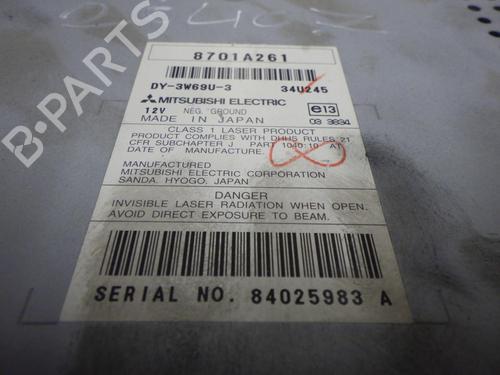 05402
B-PARTS
8701A261
DY-3W69U-3 34U245
MITSUBISHI ELECTRIC
12V NEG. GROUND
e13
MADE IN JAPAN 03 3834
CLASS 1 LASER PRODUCT
PRODUCT COMPLIES WITH DHHS RULES 21
CFR SUBCHAPTER J PART 1040.10 AT
DATE OF MANUFACTURE.
MANUFACTURED
MITSUBISHI ELECTRIC CORPORATION
SANDA, HYOGO, JAPAN
DANGER
INVISIBLE LASER RADIATION WHEN OPEN.
AVOID DIRECT EXPOSURE TO BEAM.
SERIAL NO. 84025983 A